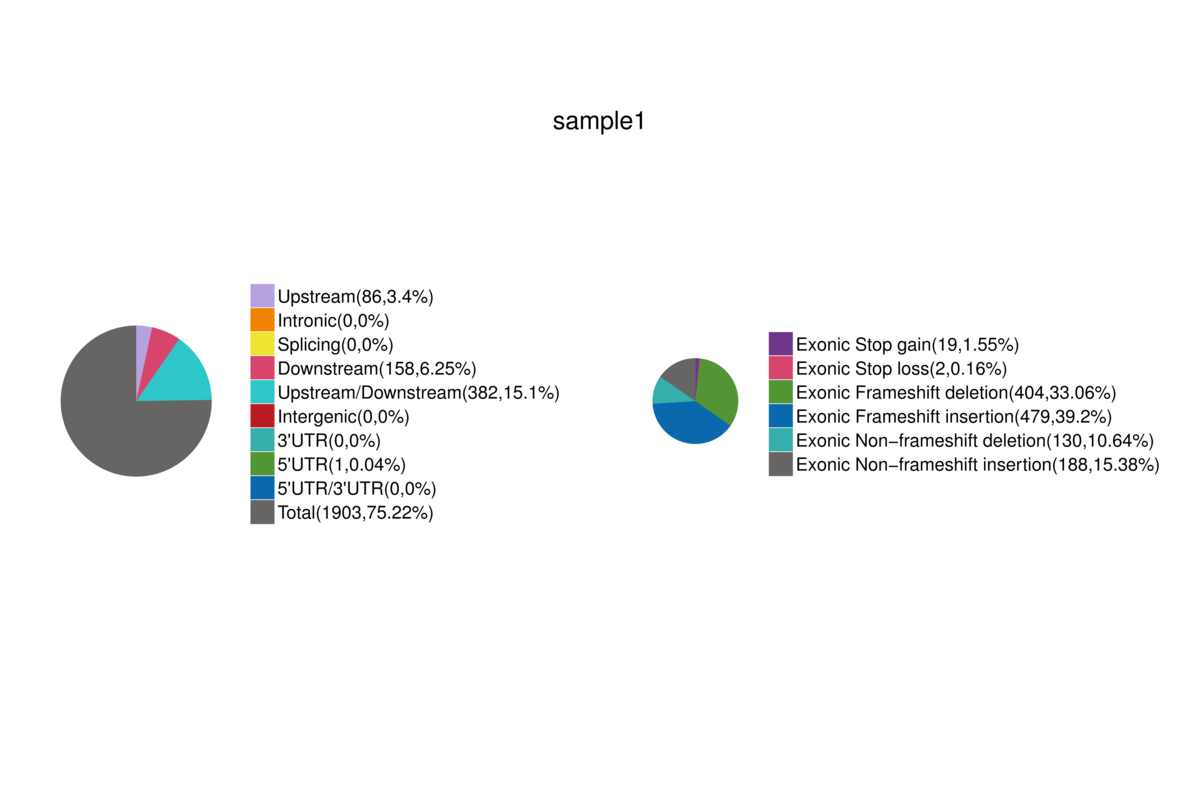 sample1
Upstream(86,3.4%)
Intronic(0,0%)
Splicing(0,0%)
Downstream(158,6.25%)
Upstream/Downstream(382,15.1%)
Intergenic(0,0%)
3'UTR(0,0%)
5'UTR(1,0.04%)
5'UTR/3'UTR(0,0%)
Total(1903,75.22%)
Exonic Stop gain(19,1.55%)
Exonic Stop loss(2,0.16%)
Exonic Frameshift deletion(404,33.06%)
Exonic Frameshift insertion(479,39.2%)
Exonic Non−frameshift deletion(130,10.64%)
Exonic Non−frameshift insertion(188,15.38%)